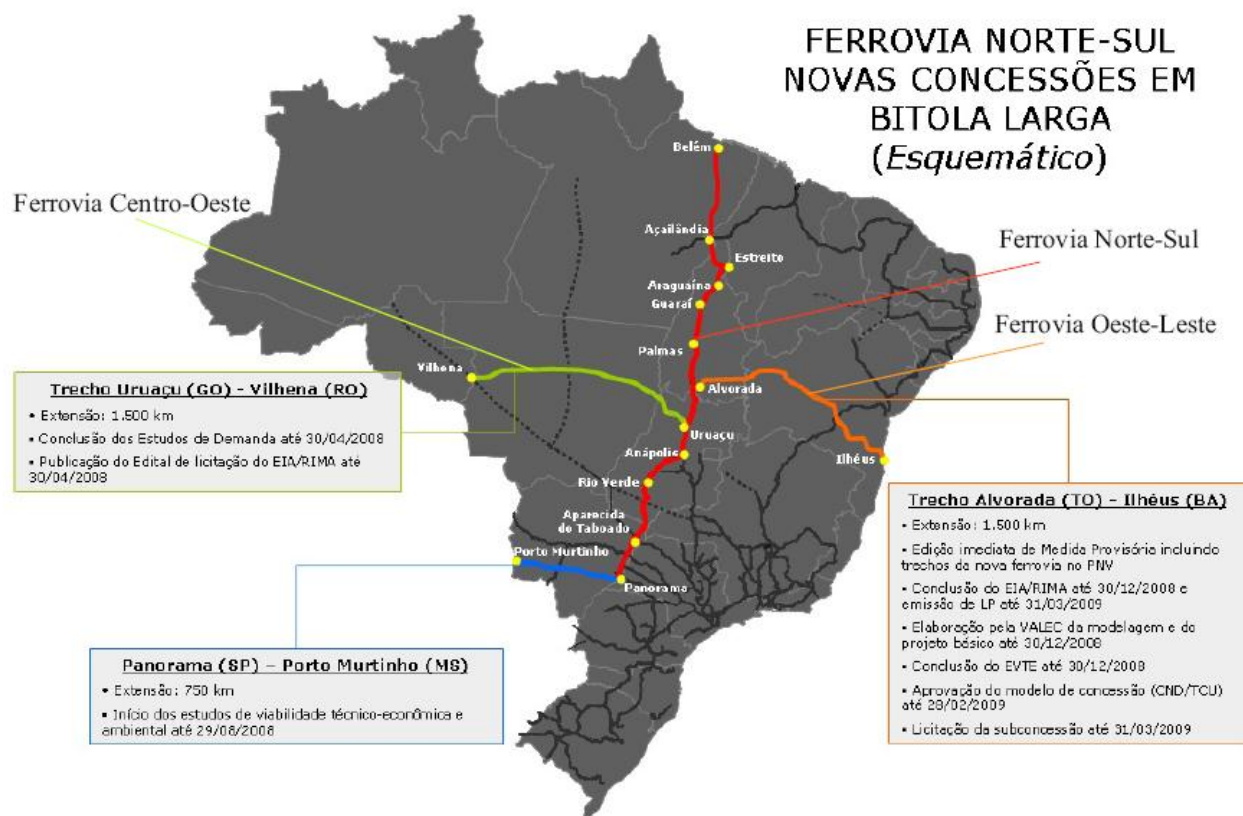 FERROVIA NORTE-SUL
NOVAS CONCESSÕES EM
BITOLA LARGA
(Esquemático)
Ferrovia Centro-Oeste
Ferrovia Norte-Sul
Ferrovia Oeste-Leste
Belém
Açailândia
Estreito
Araguaína
Guaraí
Palmas
Vilhena
Alvorada
Uruaçu
Anápolis
Ilhéus
Rio Verde
Aparecida
do Taboado
Porto Murtinho
Panorama
Trecho Uruaçu (GO) - Vilhena (RO)
• Extensão: 1.500 km
• Conclusão dos Estudos de Demanda até 30/04/2008
• Publicação do Edital de licitação do EIA/RIMA até
30/04/2008
Panorama (SP) – Porto Murtinho (MS)
• Extensão: 750 km
• Início dos estudos de viabilidade técnico-econômica e
ambiental até 29/08/2008
Trecho Alvorada (TO) – Ilhéus (BA)
• Extensão: 1.500 km
• Edição imediata de Medida Provisória incluindo
trechos da nova ferrovia no PNV
• Conclusão do EIA/RIMA até 30/12/2008 e
emissão de LP até 31/03/2009
• Elaboração pela VALEC da modelagem e do
projeto básico até 30/12/2008
• Conclusão do EVTE até 30/12/2008
• Aprovação do modelo de concessão (CND/TCU)
até 28/02/2009
• Licitação da subconcessão até 31/03/2009